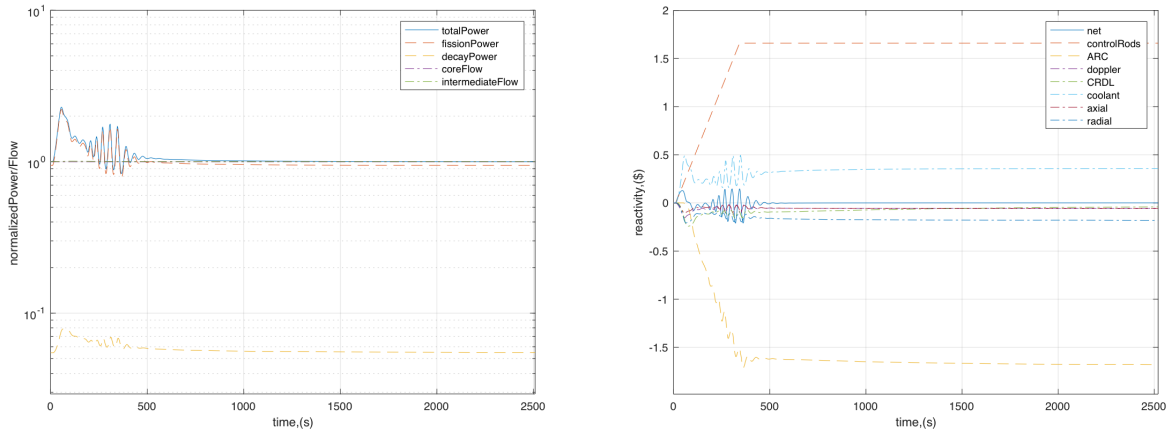 10^1
10^0
10^-1
normalizedPower/Flow
totalPower
fissionPower
decayPower
coreFlow
intermediateFlow
0
500
1000
1500
2000
2500
time,(s)
2
1.5
1
0.5
0
-0.5
-1
-1.5
reactivity,($)
net
controlRods
ARC
doppler
CRDL
coolant
axial
radial
0
500
1000
1500
2000
2500
time,(s)